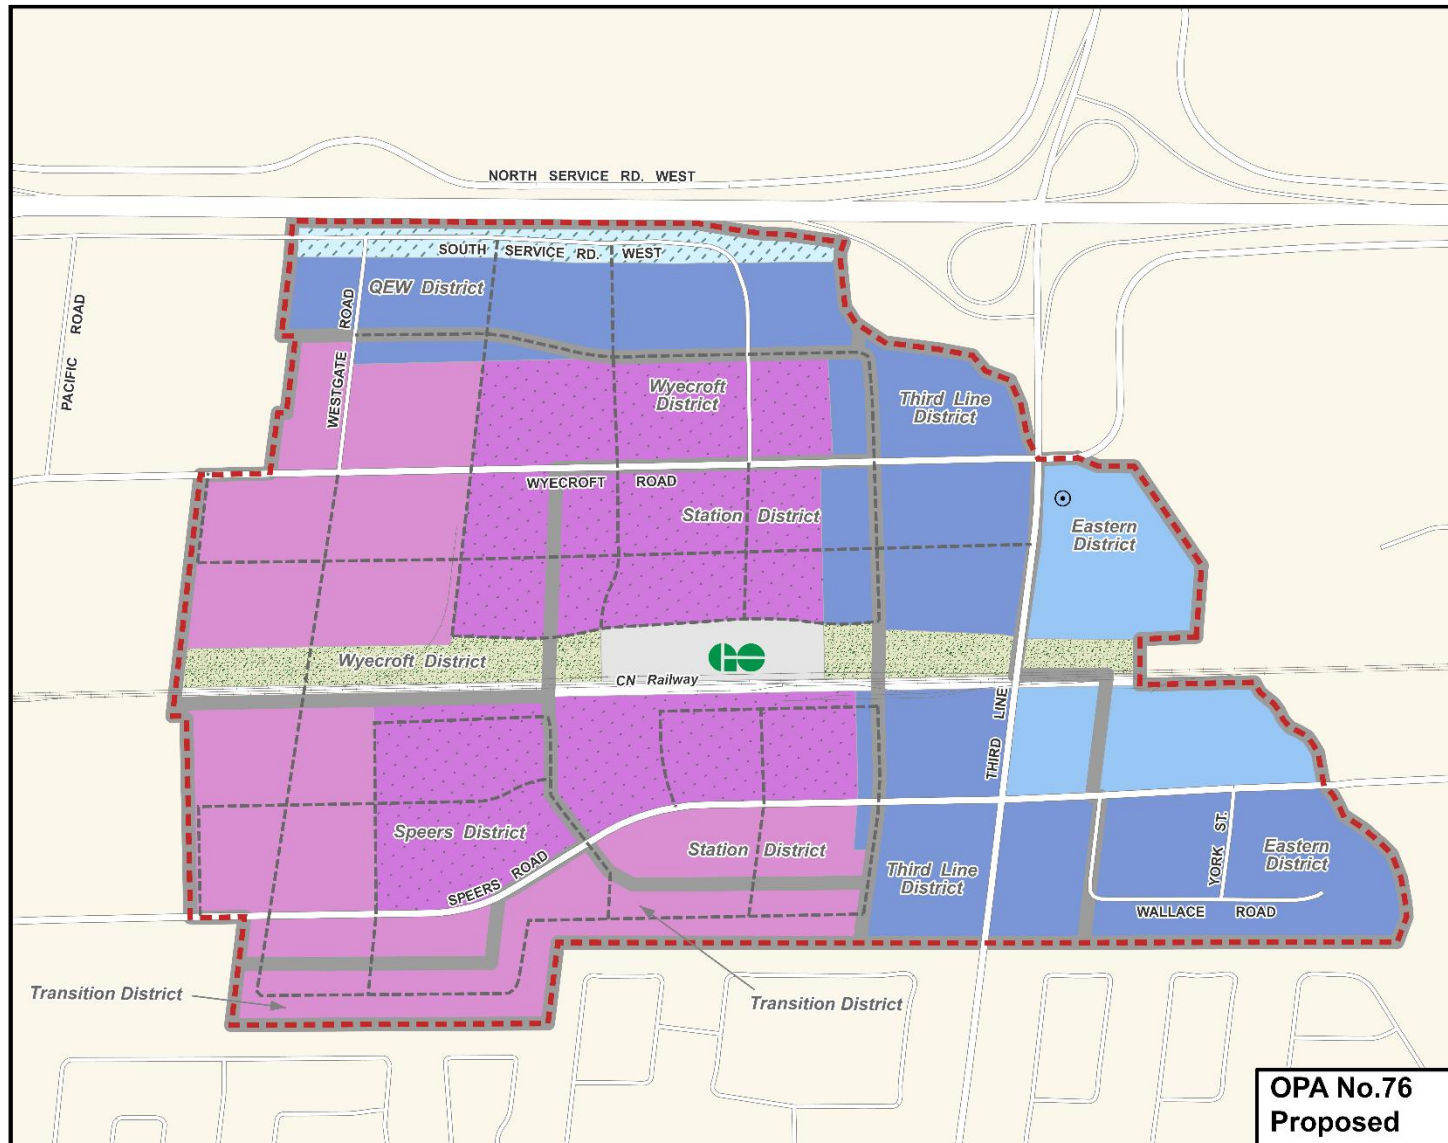 NORTH SERVICE RD. WEST
SOUTH SERVICE RD. WEST
QEW District
PACIFIC ROAD
WESTGATE ROAD
Wyecroft
District
Third Line
District
WYECROFT ROAD
Station District
Eastern
District
Wyecroft District
GO
CN Railway
THIRD LINE
Speers District
SPEERS ROAD
Station District
Third Line
District
YORK ST.
Eastern
District
WALLACE ROAD
Transition District
Transition District
OPA No.76
Proposed